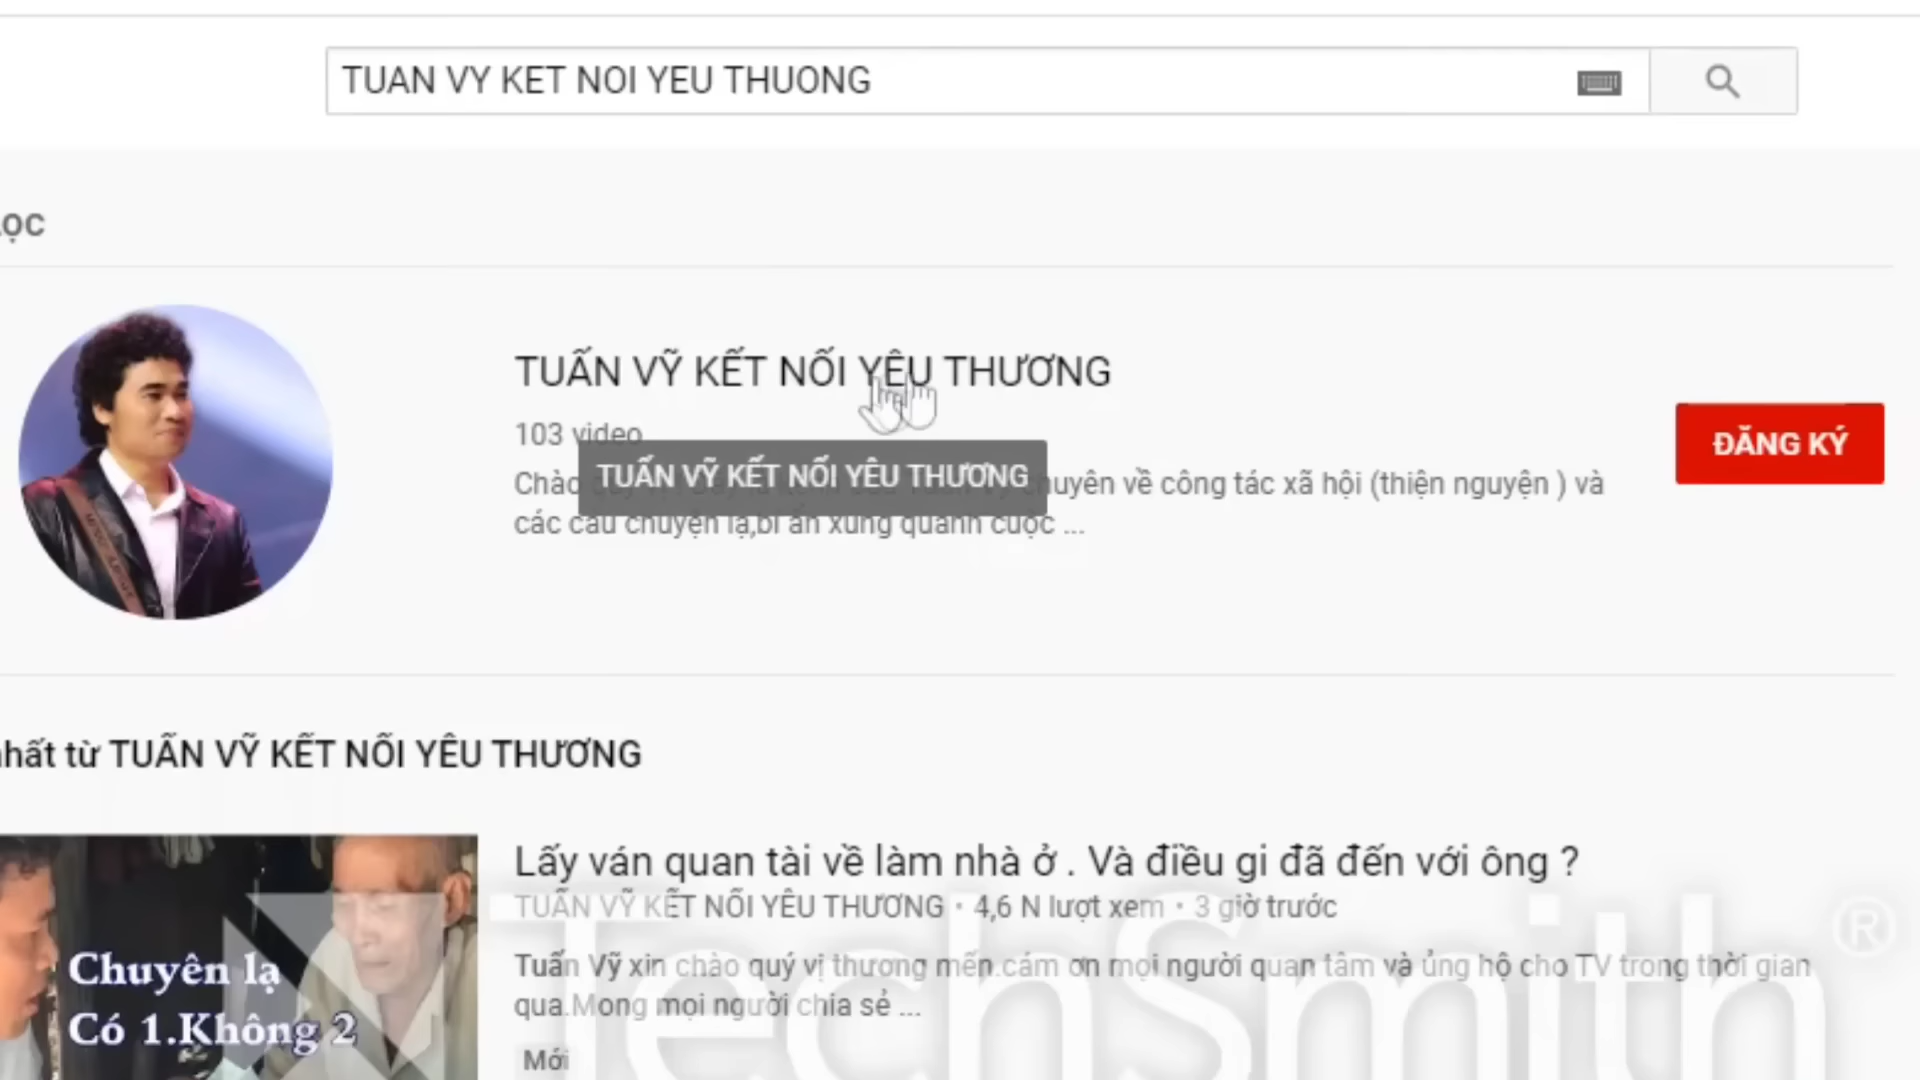 TUAN VY KET NOI YEU THUONG
ọc
TUẤN VỸ KẾT NỐI YÊU THƯƠNG
103 video
TUẤN VỸ KẾT NỐI YÊU THƯƠNG
Chào chuyên về công tác xã hội (thiện nguyện ) và
các câu chuyện lạ,bí ẩn xung quanh cuộc ...
ĐĂNG KÝ
nhất từ TUẤN VỸ KẾT NỐI YÊU THƯƠNG
Lấy ván quan tài về làm nhà ở . Và điều gi đã đến với ông ?
TUẤN VỸ KẾT NỐI YÊU THƯƠNG • 4,6 N lượt xem • 3 giờ trước
Tuấn Vỹ xin chào quý vị thương mến.cám ơn mọi người quan tâm và ủng hộ cho TV trong thời gian
qua.Mong mọi người chia sẻ ...
Mới
Chuyên lạ
Có 1.Không 2
TechSmith®